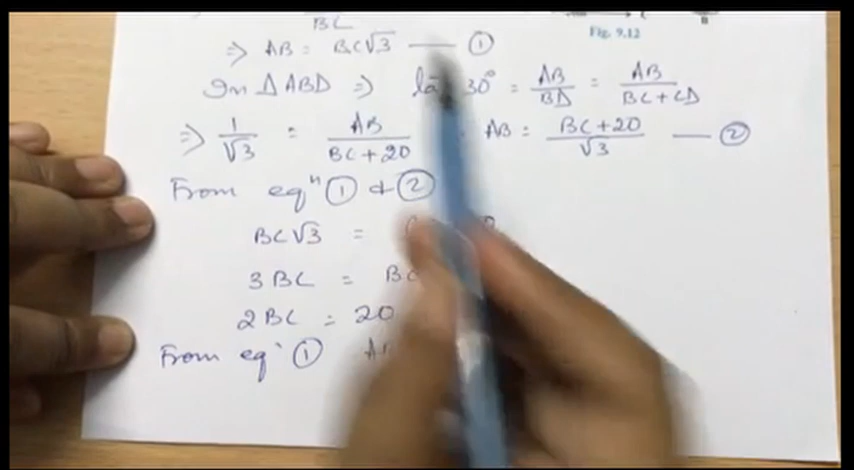 BC
Fig. 9.12
⇒ AB = BC√3 — ①
In Δ ABD ⇒ 30° = AB/BD = AB/BC+CD
⇒ 1/√3 = AB/BC+20 AB = BC+20/√3 — ②
From eqⁿ ① & ②
BC√3 =
3BC =
2BC = 20
From eqⁿ ①